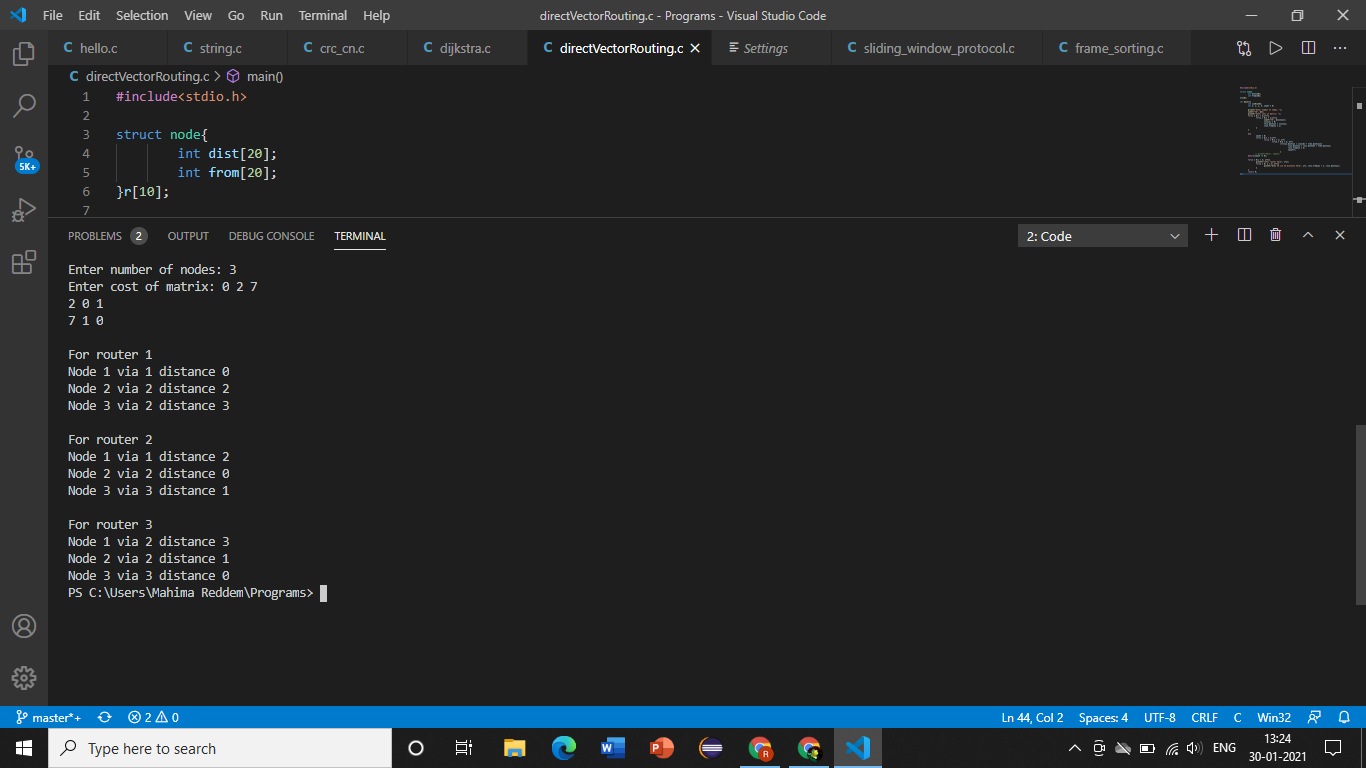 File Edit Selection View Go Run Terminal Help directVectorRouting.c - Programs - Visual Studio Code
hello.c string.c crc_cn.c dijkstra.c directVectorRouting.c Settings sliding_window_protocol.c frame_sorting.c
C directVectorRouting.c > main()
1 #include<stdio.h>
2
3 struct node{
4 int dist[20];
5 int from[20];
6 }r[10];
7
5K+
PROBLEMS 2 OUTPUT DEBUG CONSOLE TERMINAL 2: Code
Enter number of nodes: 3
Enter cost of matrix: 0 2 7
2 0 1
7 1 0
For router 1
Node 1 via 1 distance 0
Node 2 via 2 distance 2
Node 3 via 2 distance 3
For router 2
Node 1 via 1 distance 2
Node 2 via 2 distance 0
Node 3 via 3 distance 1
For router 3
Node 1 via 2 distance 3
Node 2 via 2 distance 1
Node 3 via 3 distance 0
PS C:\Users\Mahima Reddem\Programs>
master*+ 2 0 Ln 44, Col 2 Spaces: 4 UTF-8 CRLF C Win32
Type here to search ENG 13:24
30-01-2021